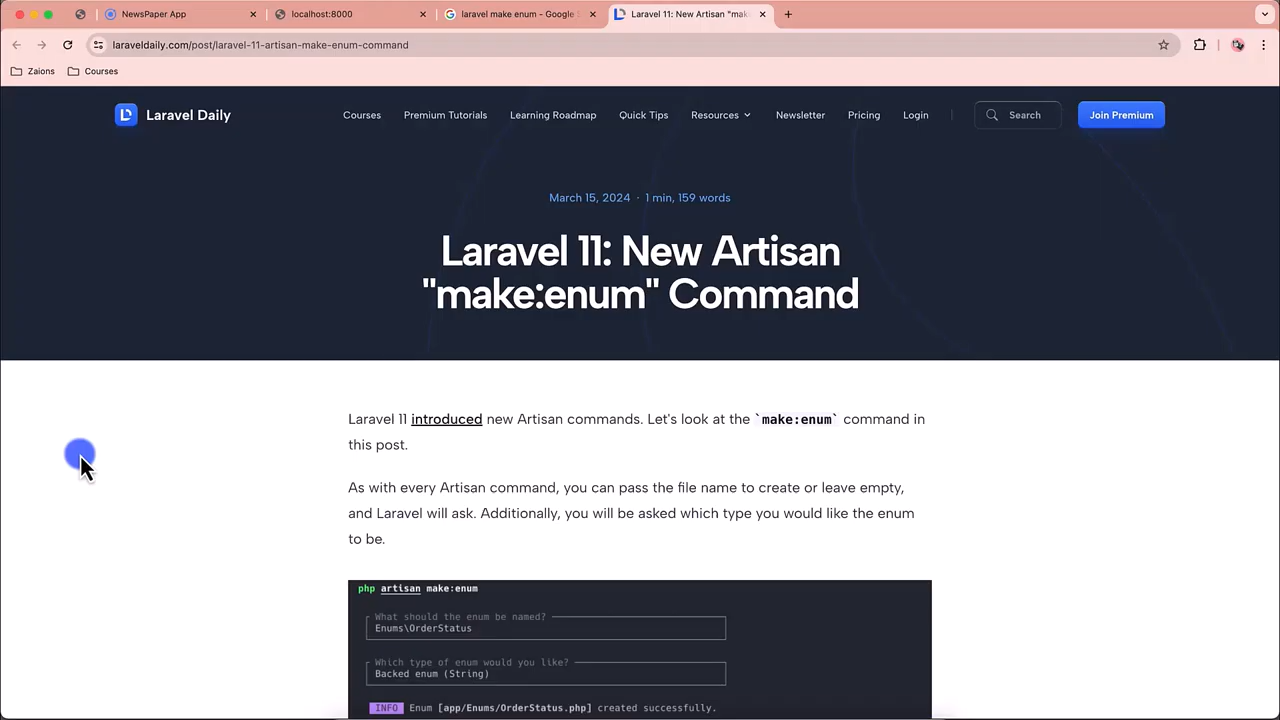 NewsPaper App
localhost:8000
laravel make enum - Google
Laravel 11: New Artisan "mak
laraveldaily.com/post/laravel-11-artisan-make-enum-command
Zaions
Courses
Laravel Daily
Courses
Premium Tutorials
Learning Roadmap
Quick Tips
Resources
Newsletter
Pricing
Login
Search
Join Premium
March 15, 2024 · 1 min, 159 words
Laravel 11: New Artisan
"make:enum" Command
Laravel 11 introduced new Artisan commands. Let's look at the `make:enum` command in
this post.
As with every Artisan command, you can pass the file name to create or leave empty,
and Laravel will ask. Additionally, you will be asked which type you would like the enum
to be.
php artisan make:enum
What should the enum be named?
Enums\OrderStatus
Which type of enum would you like?
Backed enum (String)
INFO Enum [app/Enums/OrderStatus.php] created successfully.